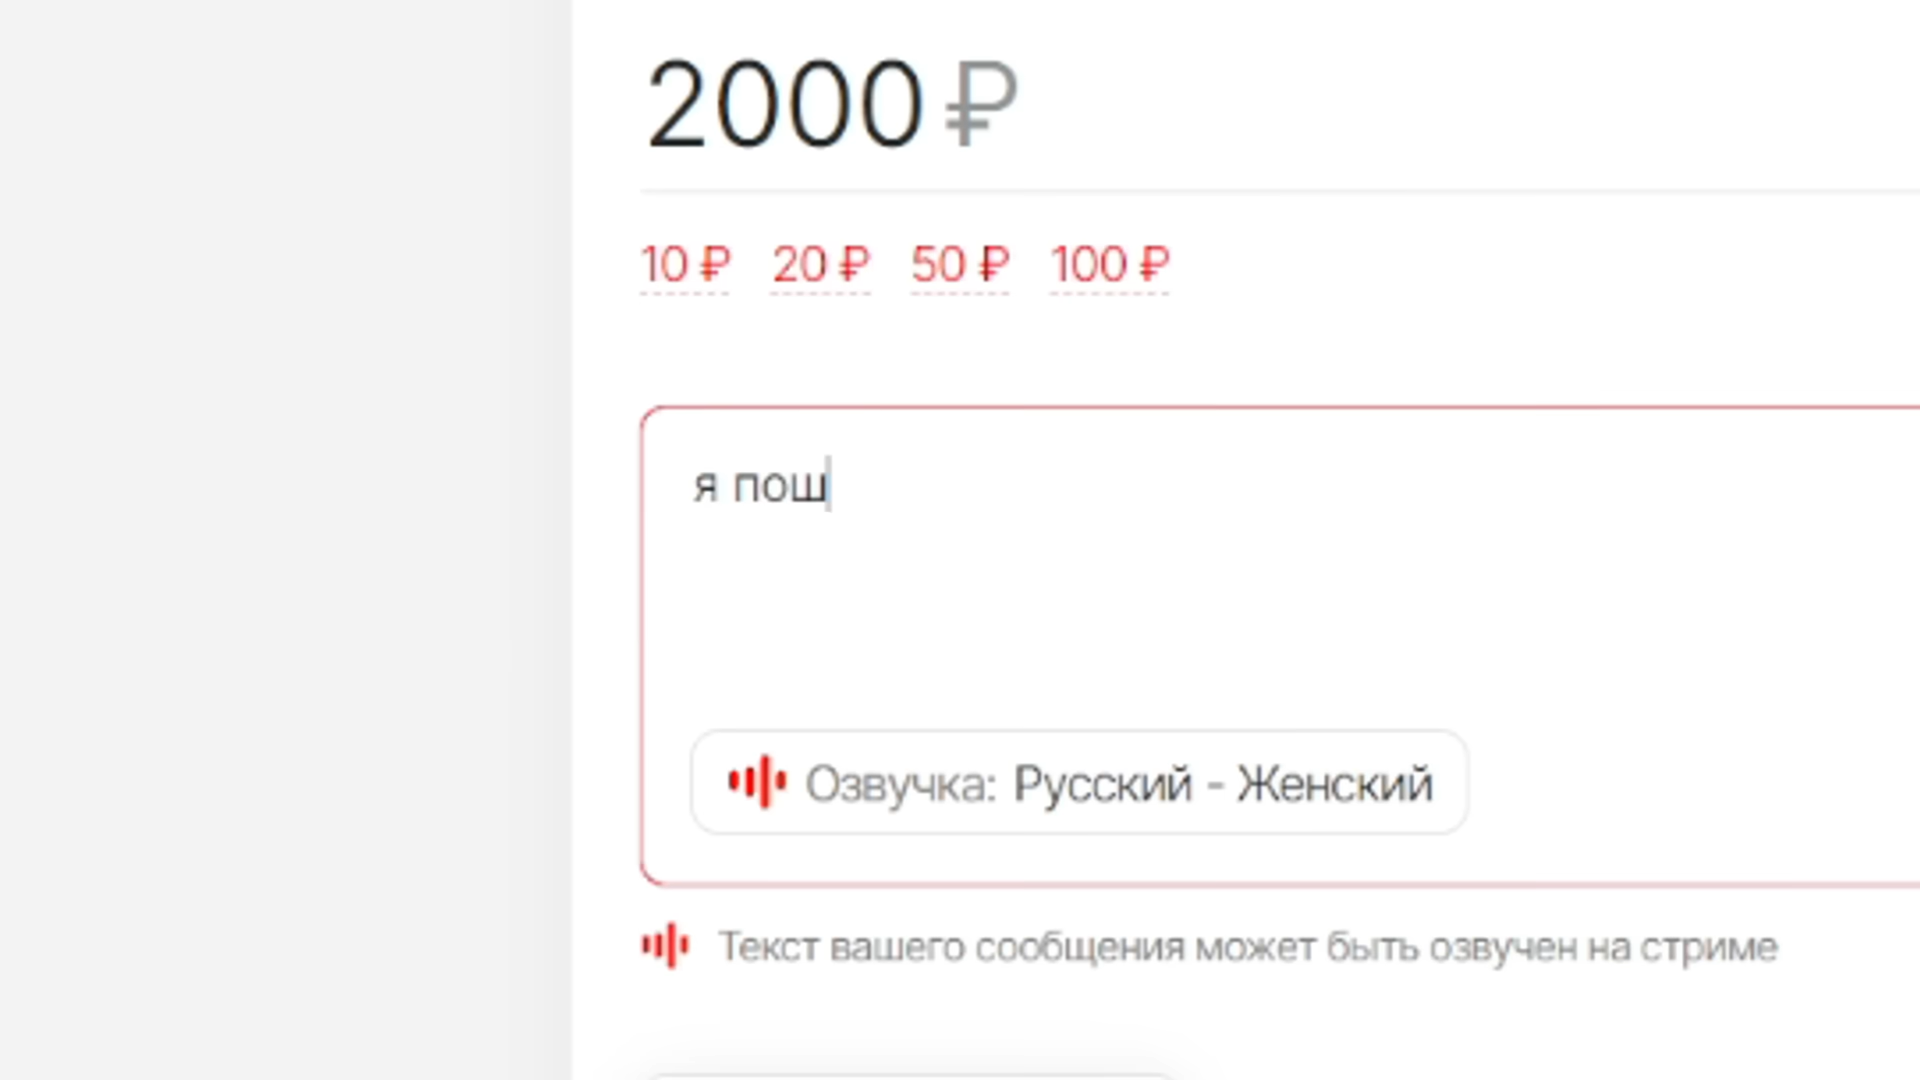 2000 ₽
10 ₽ 20 ₽ 50 ₽ 100 ₽
я пош
Озвучка: Русский - Женский
Текст вашего сообщения может быть озвучен на стриме